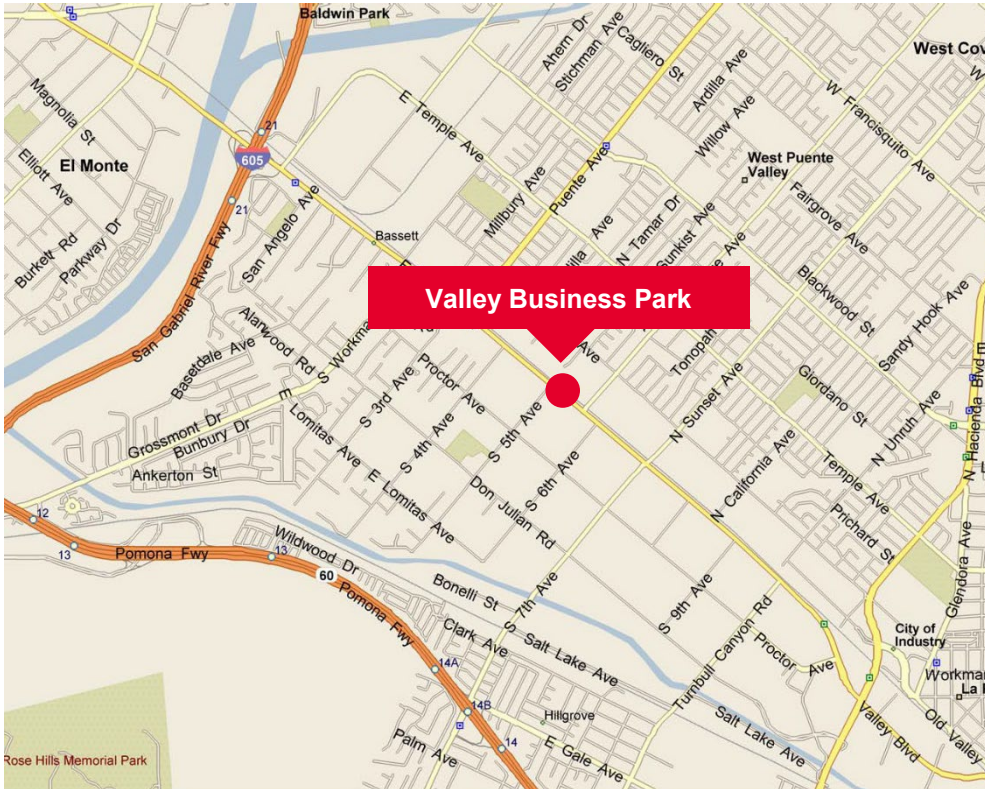 Baldwin Park
Ahern Dr
Stichman Ave
Cagliero St
West Cov
W
Magnolia St
Ardilla Ave
W Francisquito Ave
E Temple Ave
21
Willow Ave
El Monte
605
Elliott Ave
Puente Ave
West Puente
Valley
Millbury Ave
Fairgrove Ave
21
San Angelo Ave
N Tamar Dr
Sunkist Ave
Burkett Rd
Parkway Dr
Bassett
San Gabriel River Fwy
Valley Business Park
Blackwood St
Sandy Hook Ave
Alanwood Rd
S Workma
Basetdale Ave
Proctor Ave
Ave
Tonopah
N Hacienda Blvd
S 3rd Ave
Giordano St
N Sunset Ave
Grossmont Dr
Bunbury Dr
E Lomitas Ave
S 4th Ave
S 5th Ave
N Unruh Ave
Ankerton St
E Lomitas Ave
S 6th Ave
Don Julian Rd
N California Ave
Temple Ave
12
Prichard St
13
Pomona Fwy
13
Wildwood Dr
60
Pomona Fwy
Bonelli St
S 7th Ave
S 9th Ave
Glendora Ave
Clark Ave
Salt Lake Ave
Turnbull Canyon Rd
Proctor Ave
City of
Industry
14A
Workman
La
14B
Hillgrove
Salt Lake Ave
Valley Blvd
Old Valley
Palm Ave
14
E Gale Ave
Rose Hills Memorial Park